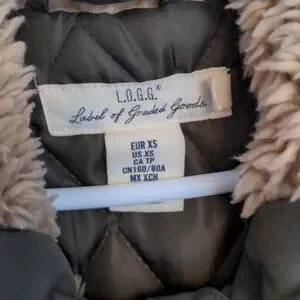 L.O.G.G.®
Label of Graded Goods.
EUR XS
US XS
CA TP
CN160/80A
MX XCH